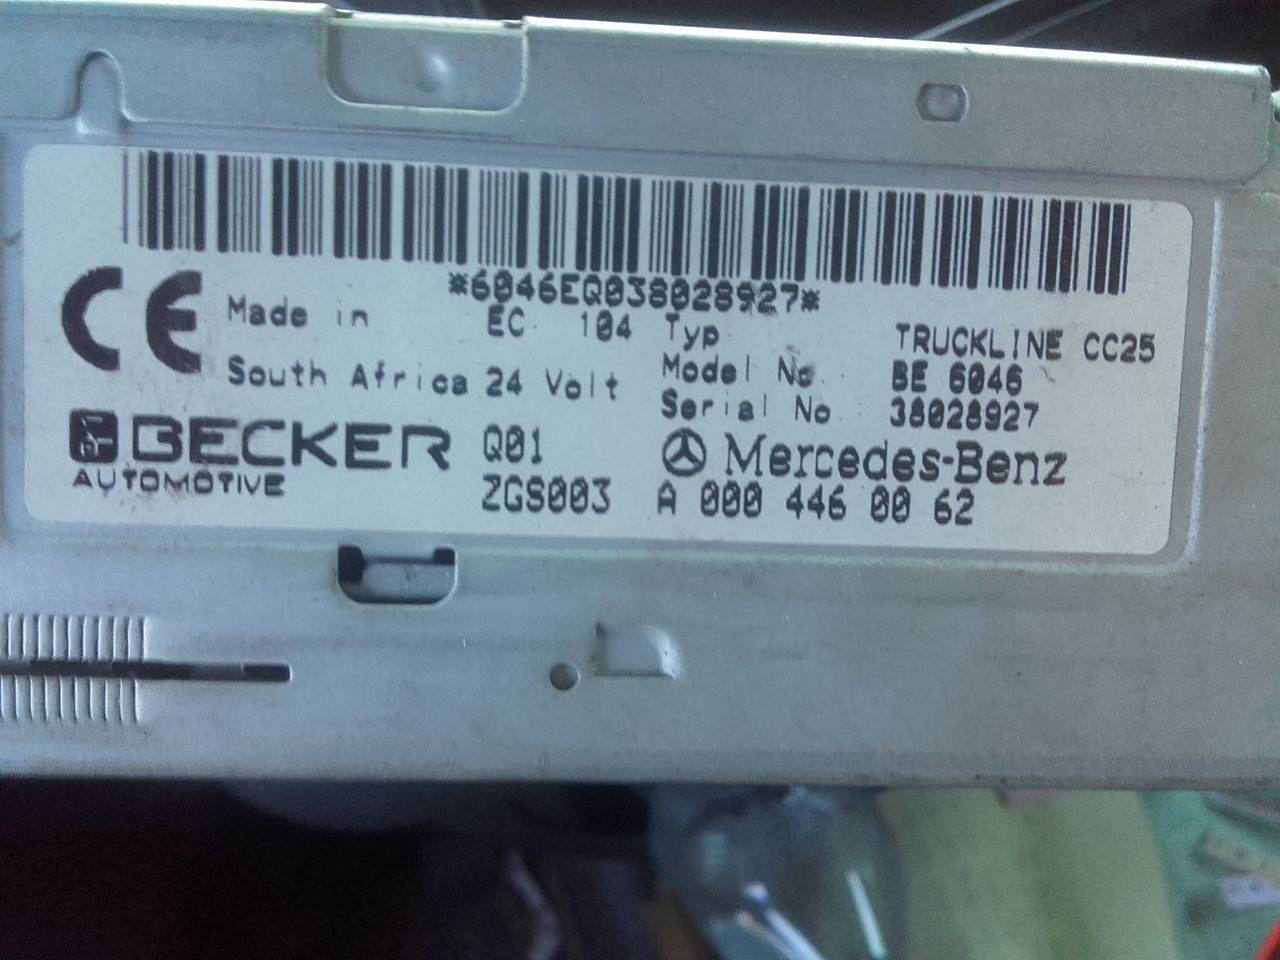 *6046EQ038028927*
CE Made in EC 104 Typ TRUCKLINE CC25
South Africa 24 Volt Model No BE 6046
Serial No 38028927
BECKER Q01 Mercedes-Benz
AUTOMOTIVE ZGS003 A 000 446 00 62